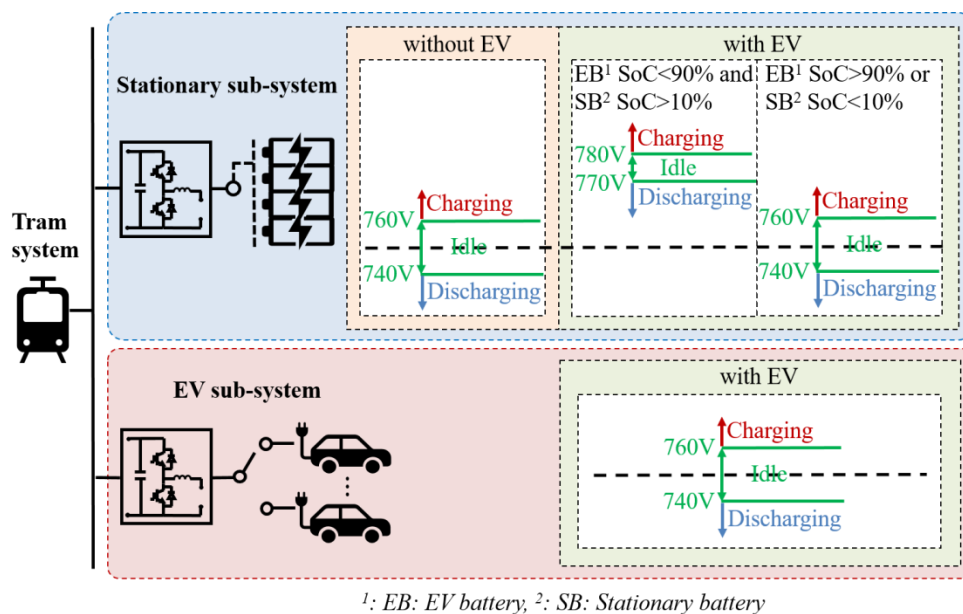 without EV
with EV
Stationary sub-system
EB¹ SoC<90% and
SB² SoC>10%
EB¹ SoC>90% or
SB² SoC<10%
Charging
780V
Idle
770V
Discharging
Charging
760V
Idle
740V
Discharging
Charging
760V
Idle
740V
Discharging
Tram
system
EV sub-system
with EV
Charging
760V
Idle
740V
Discharging
¹: EB: EV battery, ²: SB: Stationary battery